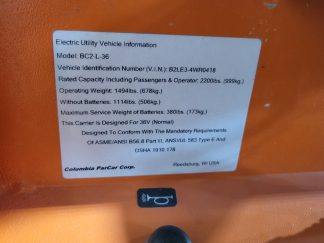 Electric Utility Vehicle Information
Model: BC2-L-36
Vehicle Identification Number (V.I.N.): B2LE3-4WR0418
Rated Capacity Including Passengers & Operator: 2200lbs. (999kg.)
Operating Weight: 1494lbs. (678kg.)
Without Batteries: 1114lbs. (506kg.)
Maximum Service Weight of Batteries: 380lbs. (173kg.)
This Carrier Is Designed For 36V (Normal)
Designed To Conform With The Mandatory Requirements
Of ASME/ANSI B56.8 Part III, ANSI/UL 583 Type E And
OSHA 1910.178
Columbia ParCar Corp. Reedsburg, WI USA